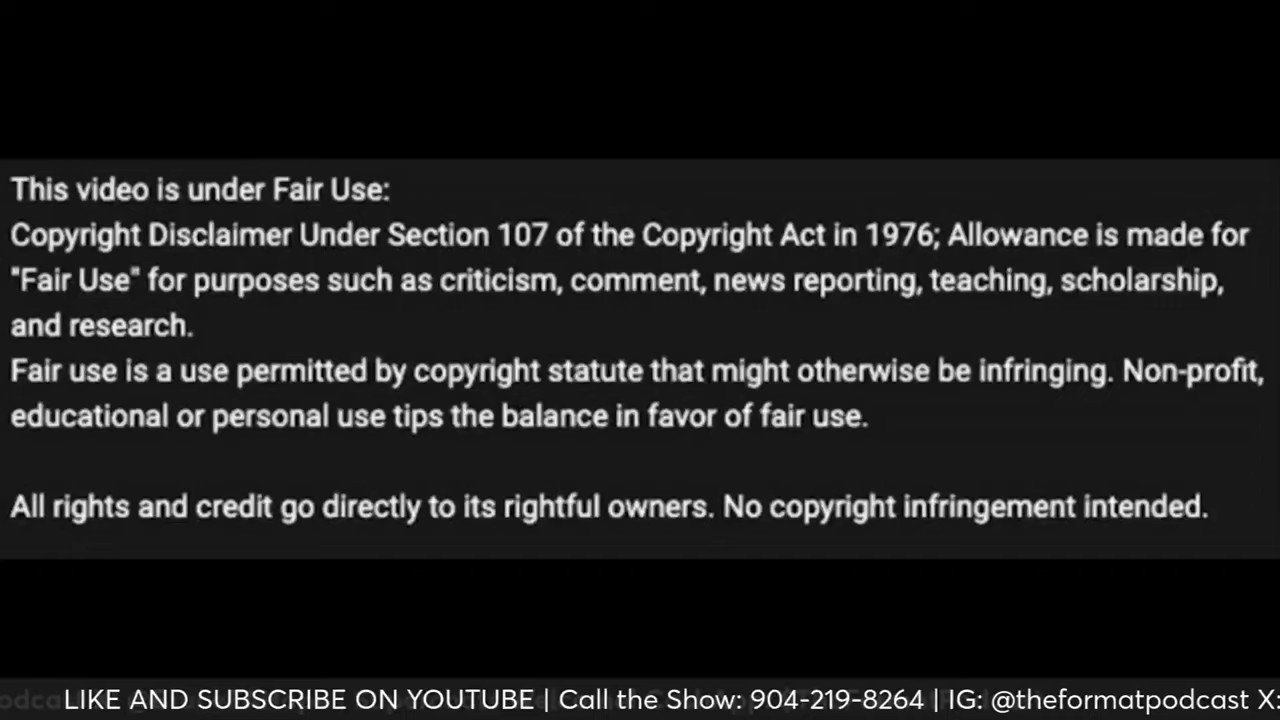 This video is under Fair Use:
Copyright Disclaimer Under Section 107 of the Copyright Act in 1976; Allowance is made for
"Fair Use" for purposes such as criticism, comment, news reporting, teaching, scholarship,
and research.
Fair use is a use permitted by copyright statute that might otherwise be infringing. Non-profit,
educational or personal use tips the balance in favor of fair use.
All rights and credit go directly to its rightful owners. No copyright infringement intended.
LIKE AND SUBSCRIBE ON YOUTUBE | Call the Show: 904-219-8264 | IG: @theformatpodcast X: